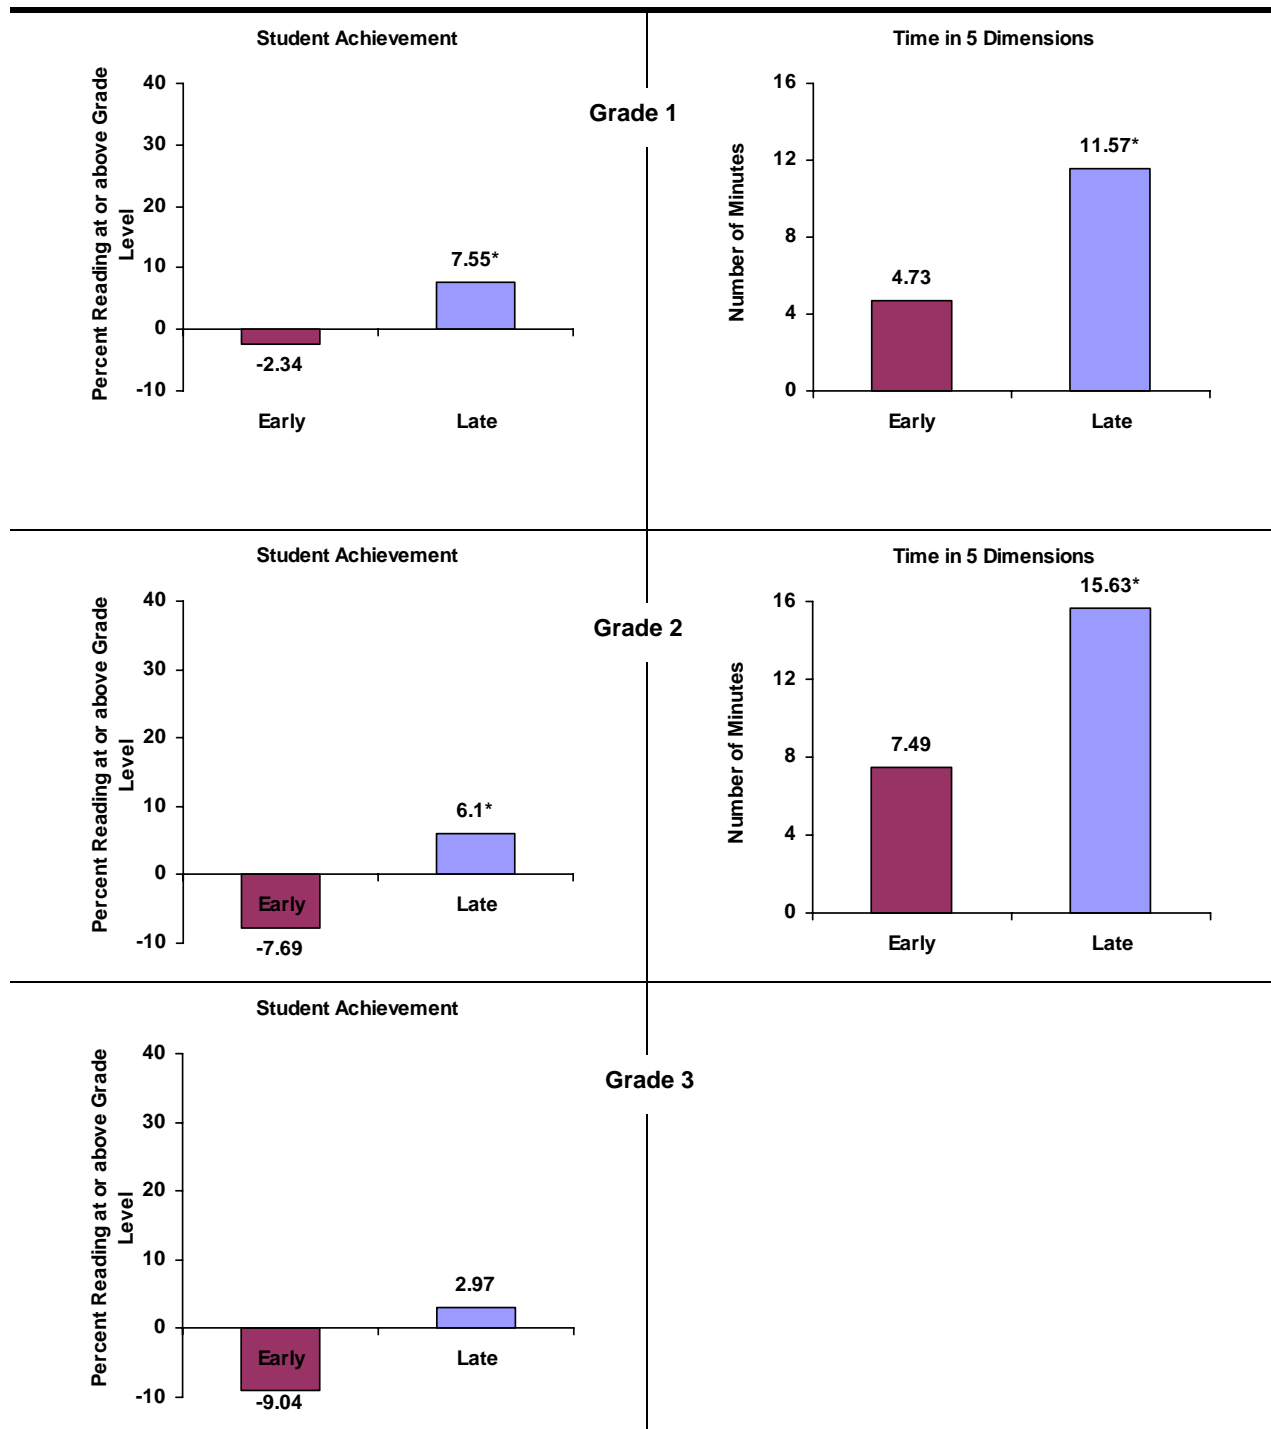 Student Achievement
Time in 5 Dimensions
Grade 1
Percent Reading at or above Grade
Level
40
30
20
10
0
-10
-2.34
7.55*
Early
Late
Number of Minutes
16
12
8
4
0
4.73
11.57*
Early
Late
Student Achievement
Time in 5 Dimensions
Grade 2
Percent Reading at or above Grade
Level
40
30
20
10
0
-10
6.1*
Early
Late
-7.69
Number of Minutes
16
12
8
4
0
15.63*
7.49
Early
Late
Student Achievement
Grade 3
Percent Reading at or above Grade
Level
40
30
20
10
0
-10
2.97
Early
Late
-9.04